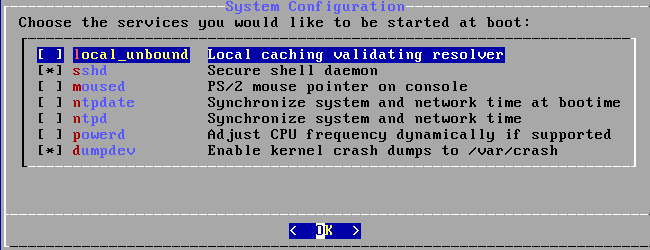 System Configuration
Choose the services you would like to be started at boot:
[ ] local_unbound Local caching validating resolver
[*] sshd Secure shell daemon
[ ] moused PS/2 mouse pointer on console
[ ] ntpdate Synchronize system and network time at bootime
[ ] ntpd Synchronize system and network time
[ ] powerd Adjust CPU frequency dynamically if supported
[*] dumpdev Enable kernel crash dumps to /var/crash
< OK >